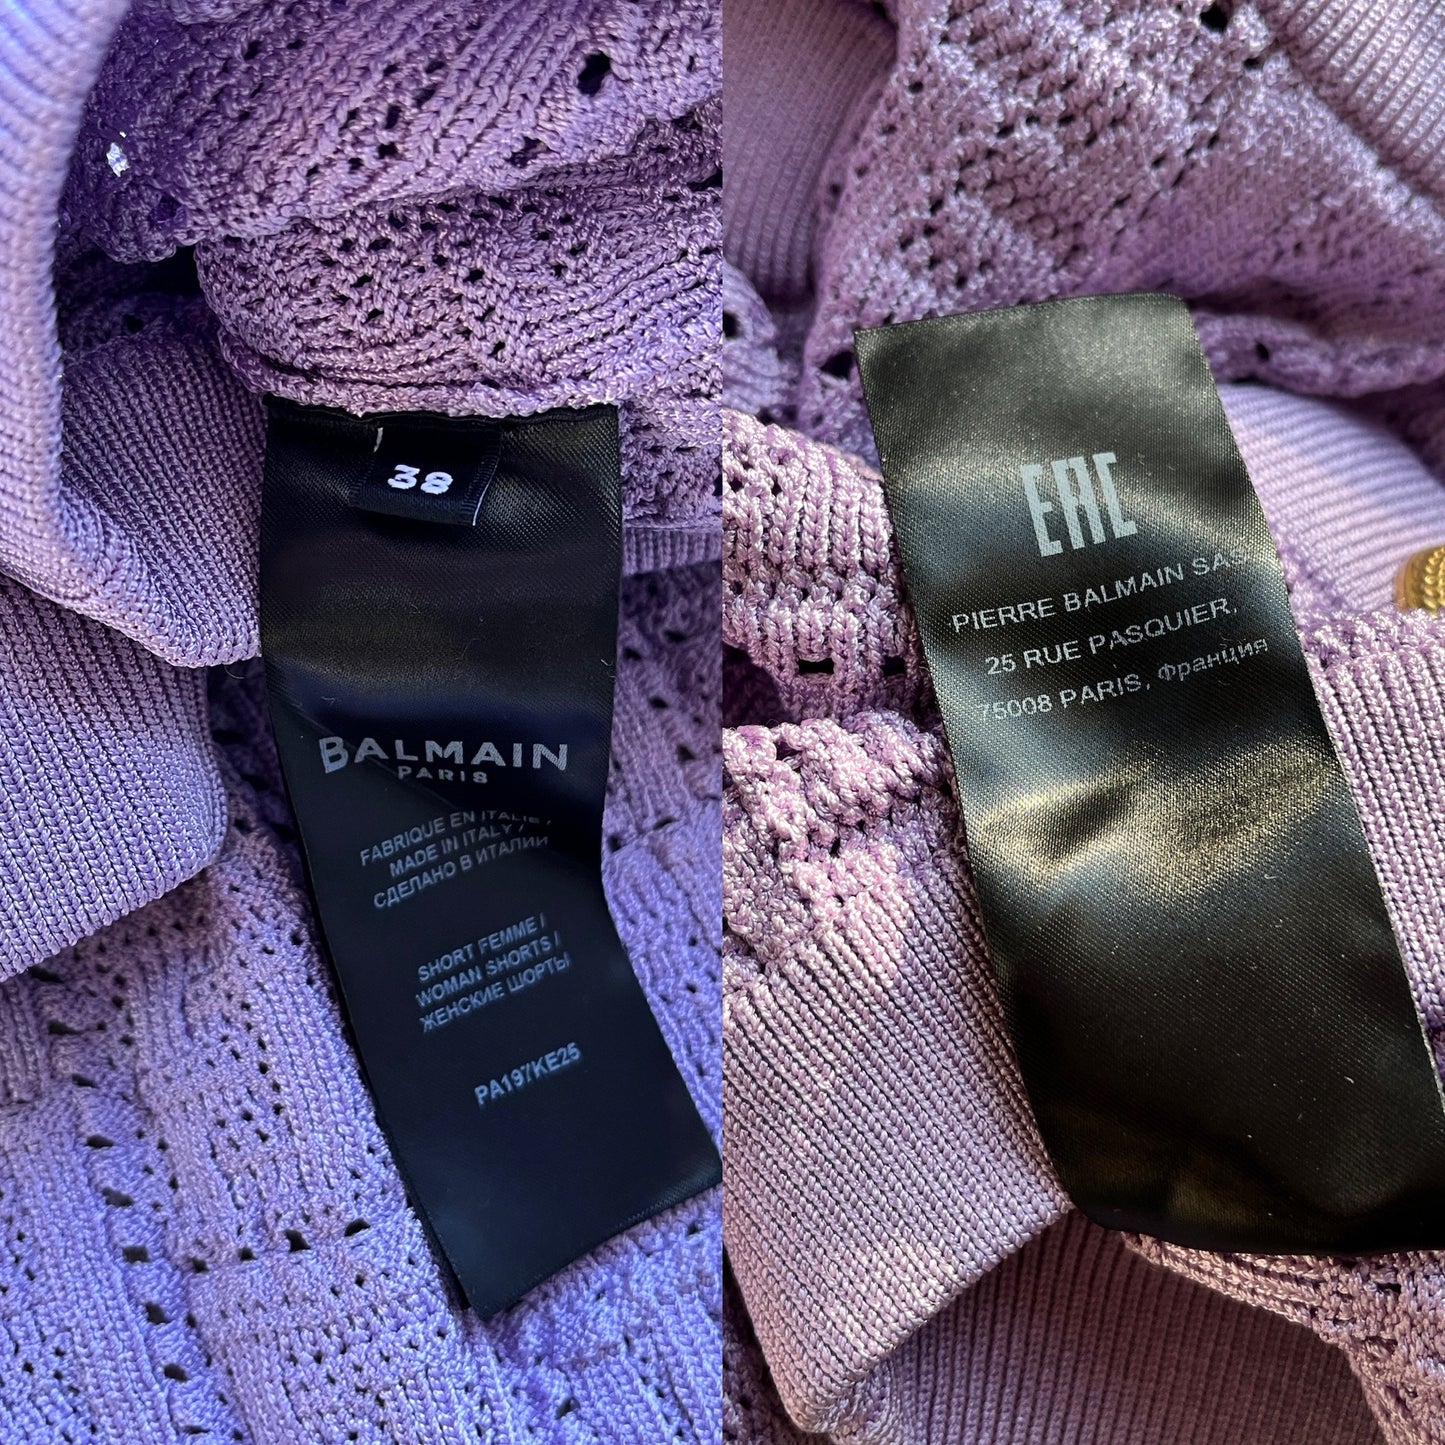 38
BALMAIN
PARIS
FABRIQUE EN ITALIE /
MADE IN ITALY /
СДЕЛАНО В ИТАЛИИ
SHORT FEMME /
WOMAN SHORTS /
ЖЕНСКИЕ ШОРТЫ
PA197KE25
EAC
PIERRE BALMAIN SAS
25 RUE PASQUIER,
75008 PARIS, Франция